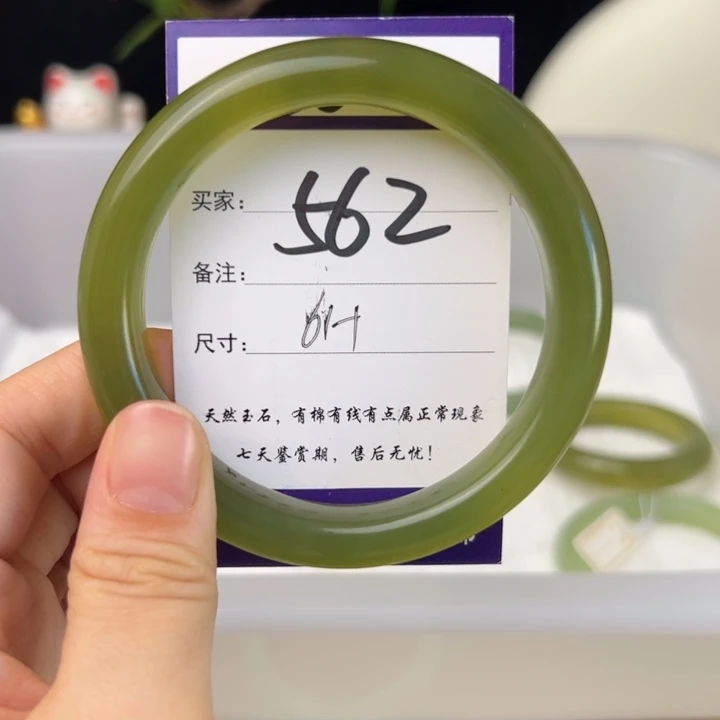 买家: 562
备注:
尺寸:
天然玉石，有棉有线有点属正常现象
七天鉴赏期，售后无忧！